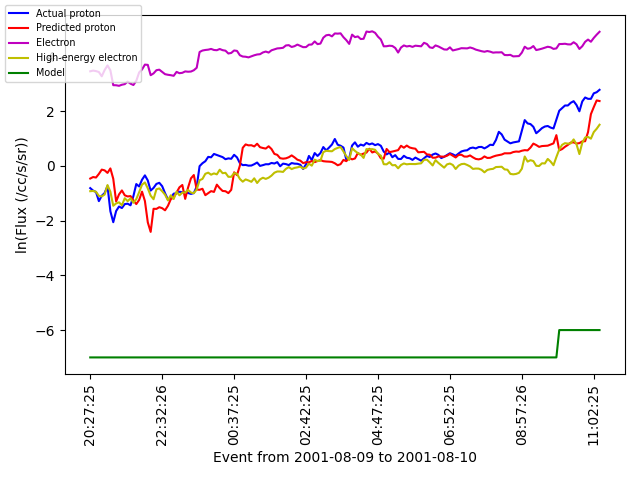 Actual proton
Predicted proton
Electron
High-energy electron
Model
2
0
−2
−4
−6
ln(Flux (/cc/s/sr))
20:27:25
22:32:26
00:37:25
02:42:25
04:47:25
06:52:25
08:57:26
11:02:25
Event from 2001-08-09 to 2001-08-10